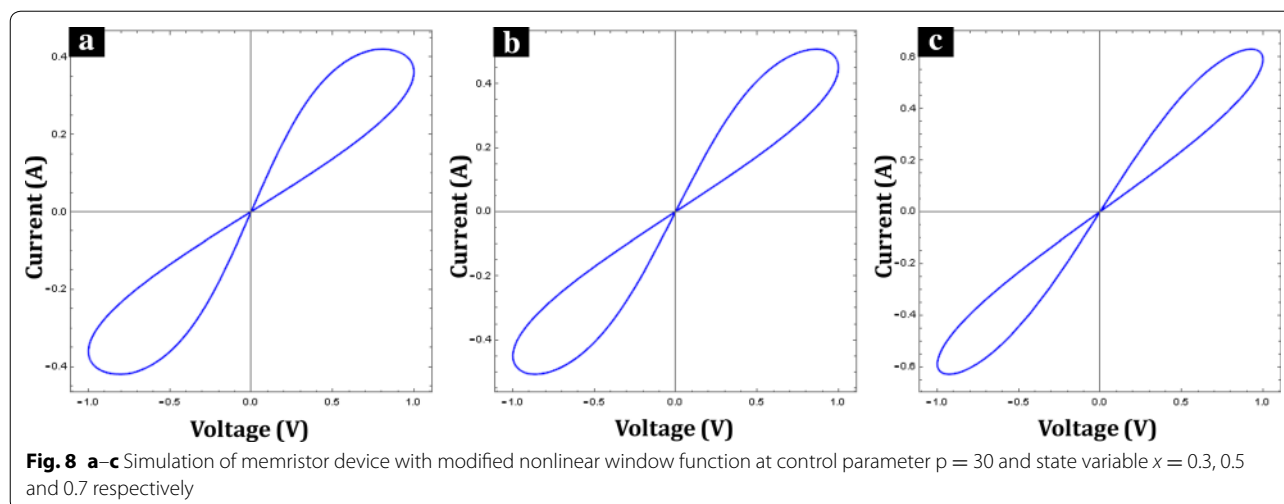 a
b
c
0.4
0.2
0.0
−0.2
−0.4
−1.0 −0.5 0.0 0.5 1.0
Current (A)
Voltage (V)
0.4
0.2
0.0
−0.2
−0.4
−1.0 −0.5 0.0 0.5 1.0
Current (A)
Voltage (V)
0.6
0.4
0.2
0.0
−0.2
−0.4
−0.6
−1.0 −0.5 0.0 0.5 1.0
Current (A)
Voltage (V)
Fig. 8 a–c Simulation of memristor device with modified nonlinear window function at control parameter p = 30 and state variable x = 0.3, 0.5
and 0.7 respectively